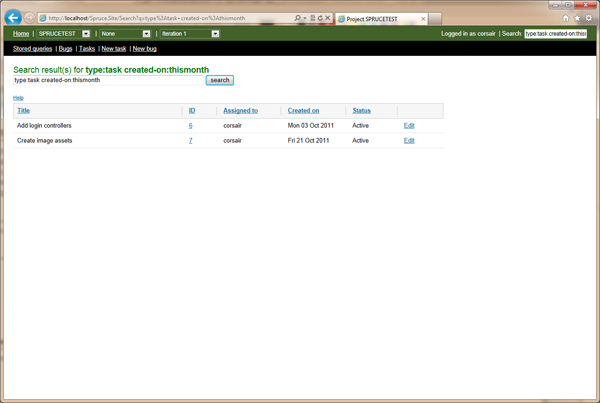 http://localhost/Spruce.Site/Search?q=type%3Atask+created-on%3Athismonth
Project SPRUCETEST
Home | SPRUCETEST | None | Iteration 1
Logged in as corsair | Search: type:task created-on:this
Stored queries | Bugs | Tasks | New task | New bug
Search result(s) for type:task created-on:thismonth
type:task created-on:thismonth search
Help
Title ID Assigned to Created on Status
Add login controllers 6 corsair Mon 03 Oct 2011 Active Edit
Create image assets 7 corsair Fri 21 Oct 2011 Active Edit